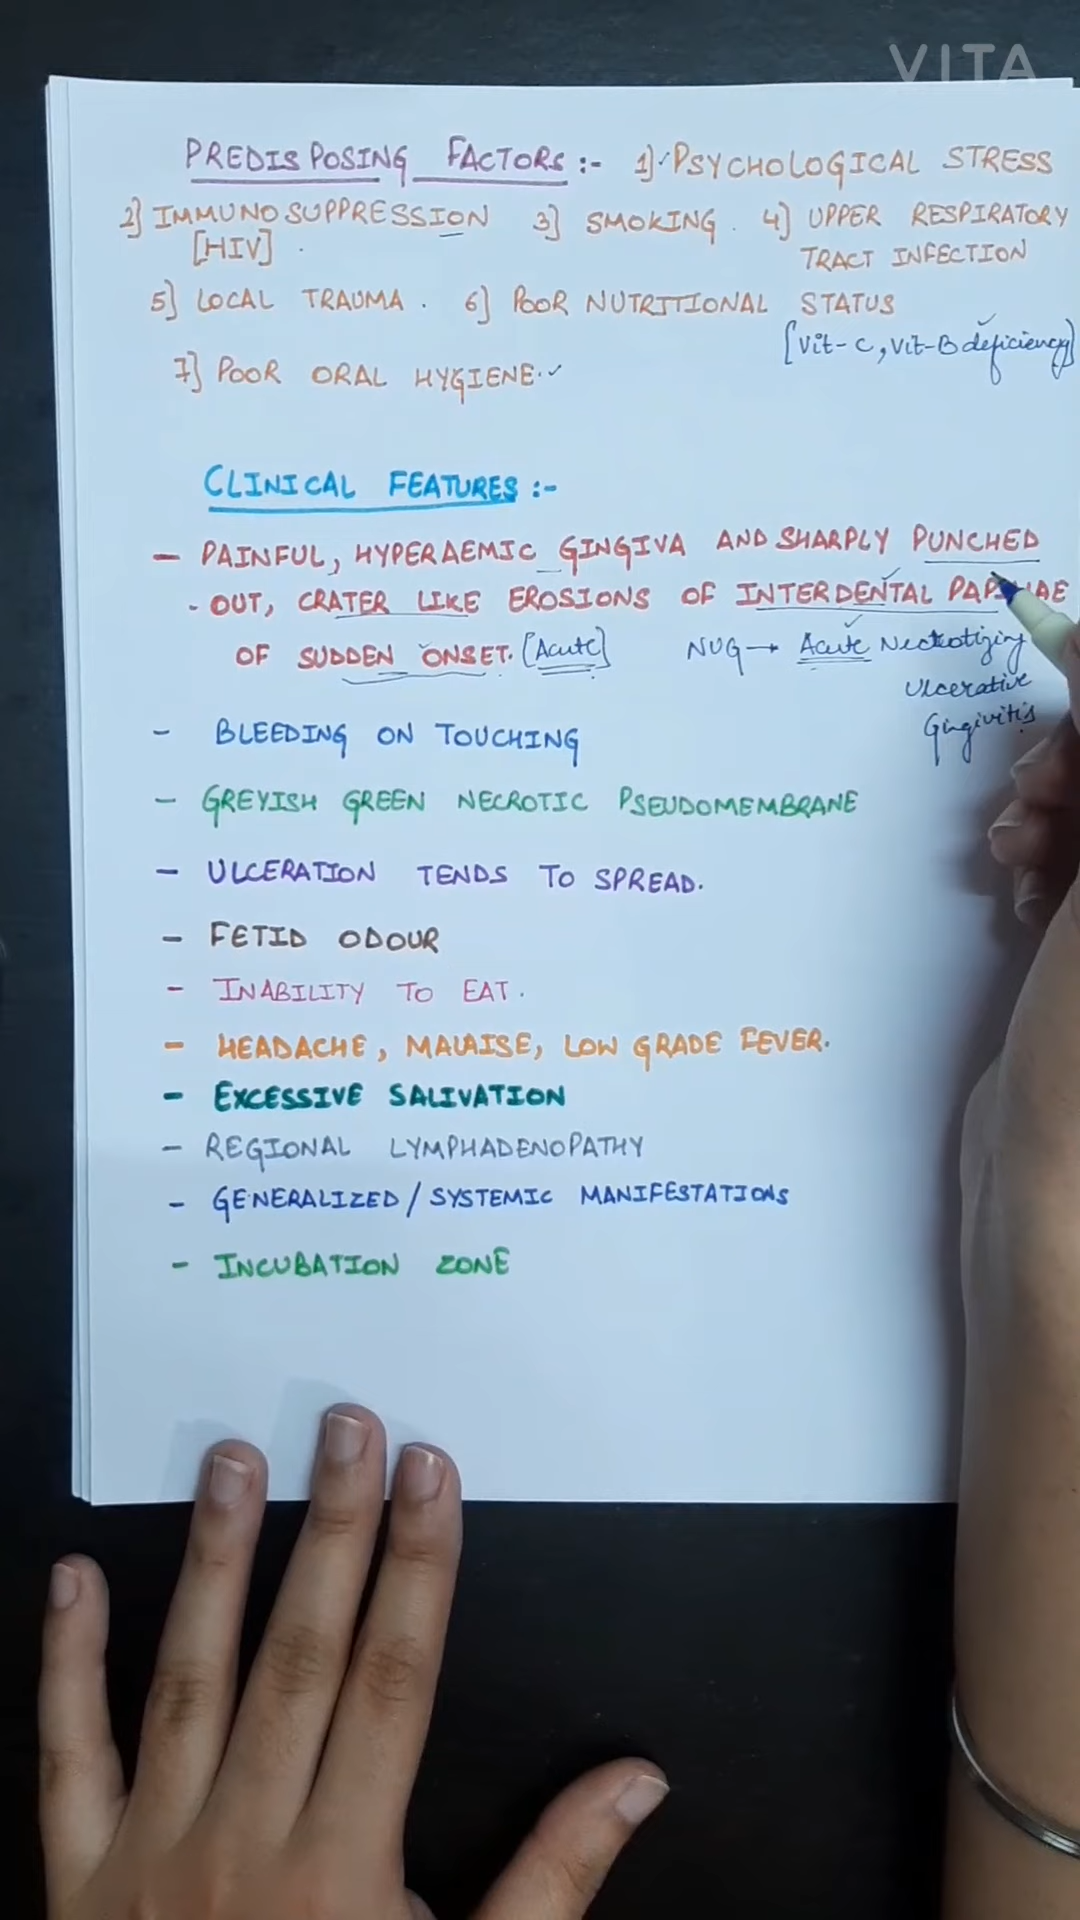 VITA
PREDISPOSING FACTORS :- 1] PSYCHOLOGICAL STRESS
2] IMMUNOSUPPRESSION 3] SMOKING. 4] UPPER RESPIRATORY
[HIV]. TRACT INFECTION
5] LOCAL TRAUMA. 6] POOR NUTRITIONAL STATUS
[Vit-C, Vit-B deficiency]
7] POOR ORAL HYGIENE.
CLINICAL FEATURES :-
- PAINFUL, HYPERAEMIC GINGIVA AND SHARPLY PUNCHED
- OUT, CRATER LIKE EROSIONS OF INTERDENTAL PAPILLAE
OF SUDDEN ONSET. [Acute] NUG → Acute Necrotizing
Ulcerative
Gingivitis
- BLEEDING ON TOUCHING
- GREYISH GREEN NECROTIC PSEUDOMEMBRANE
- ULCERATION TENDS TO SPREAD.
- FETID ODOUR
- INABILITY TO EAT.
- HEADACHE, MALAISE, LOW GRADE FEVER.
- EXCESSIVE SALIVATION
- REGIONAL LYMPHADENOPATHY
- GENERALIZED/SYSTEMIC MANIFESTATIONS
- INCUBATION ZONE